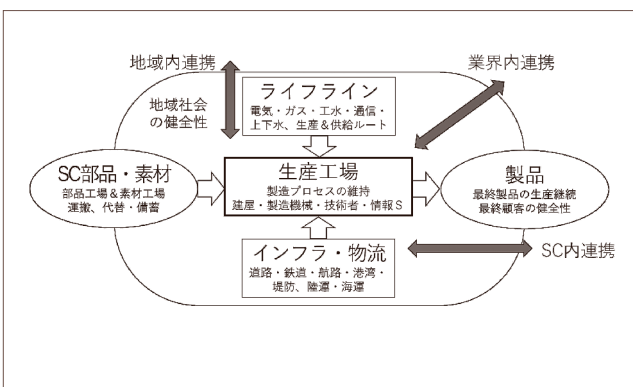 地域内連携
業界内連携
地域社会
の健全性
ライフライン
電気・ガス・工水・通信・
上下水、生産&供給ルート
SC部品・素材
部品工場&素材工場
運搬、代替・備蓄
生産工場
製造プロセスの維持
建屋・製造機械・技術者・情報S
製品
最終製品の生産継続
最終顧客の健全性
インフラ・物流
道路・鉄道・航路・港湾・
堤防、陸運・海運
SC内連携